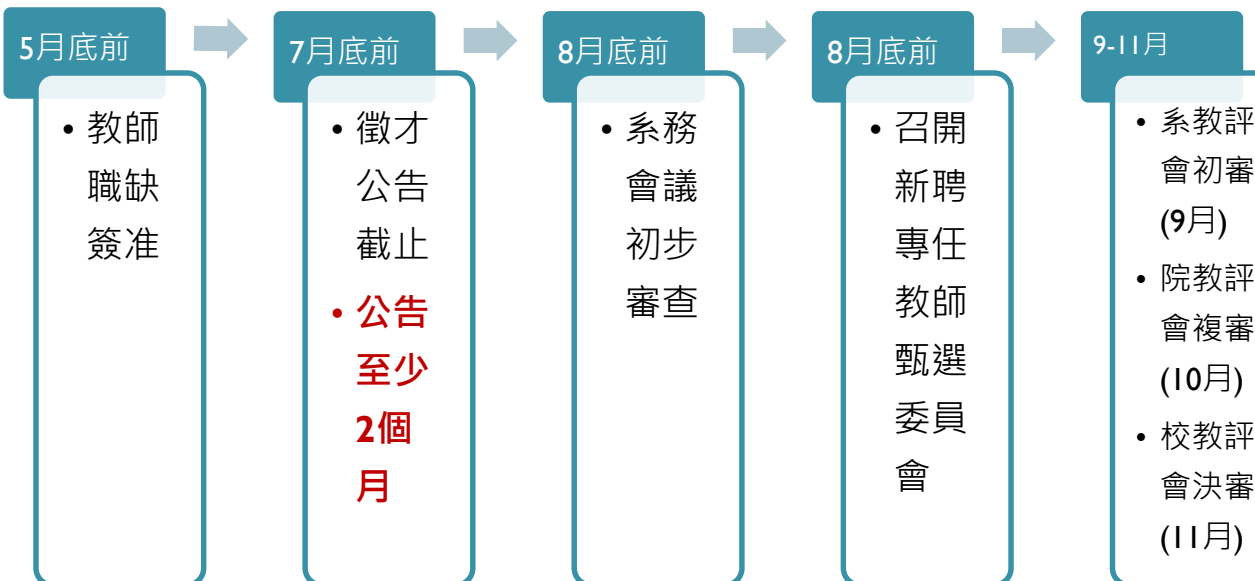 5月底前
• 教師
職缺
簽准
7月底前
• 徵才
公告
截止
• 公告
至少
2個
月
8月底前
• 系務
會議
初步
審查
8月底前
• 召開
新聘
專任
教師
甄選
委員
會
9-11月
• 系教評
會初審
(9月)
• 院教評
會複審
(10月)
• 校教評
會決審
(11月)